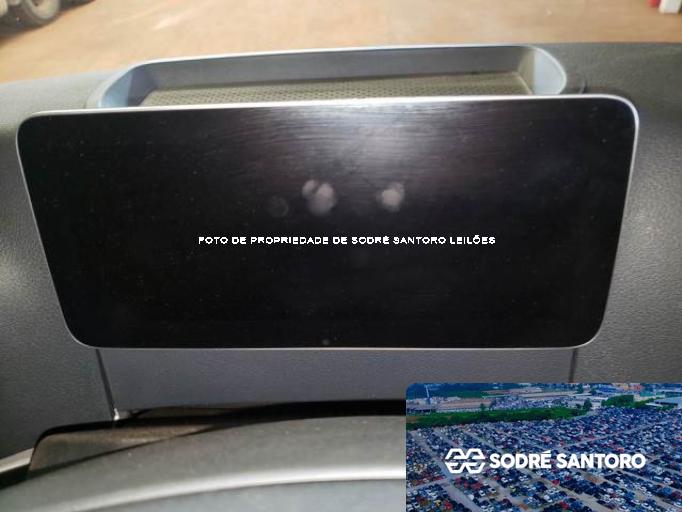 FOTO DE PROPRIEDADE DE SODRÉ SANTORO LEILÕES
SODRÉ SANTORO